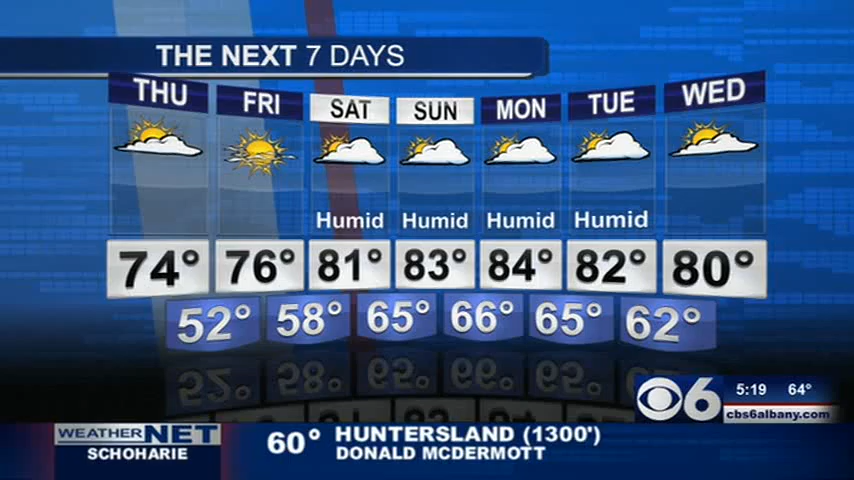 THE NEXT 7 DAYS
THU FRI SAT SUN MON TUE WED
Humid Humid Humid Humid
74° 76° 81° 83° 84° 82° 80°
52° 58° 65° 66° 65° 62°
6 5:19 64°
cbs6albany.com
WEATHERNET
SCHOHARIE
60° HUNTERSLAND (1300')
DONALD MCDERMOTT